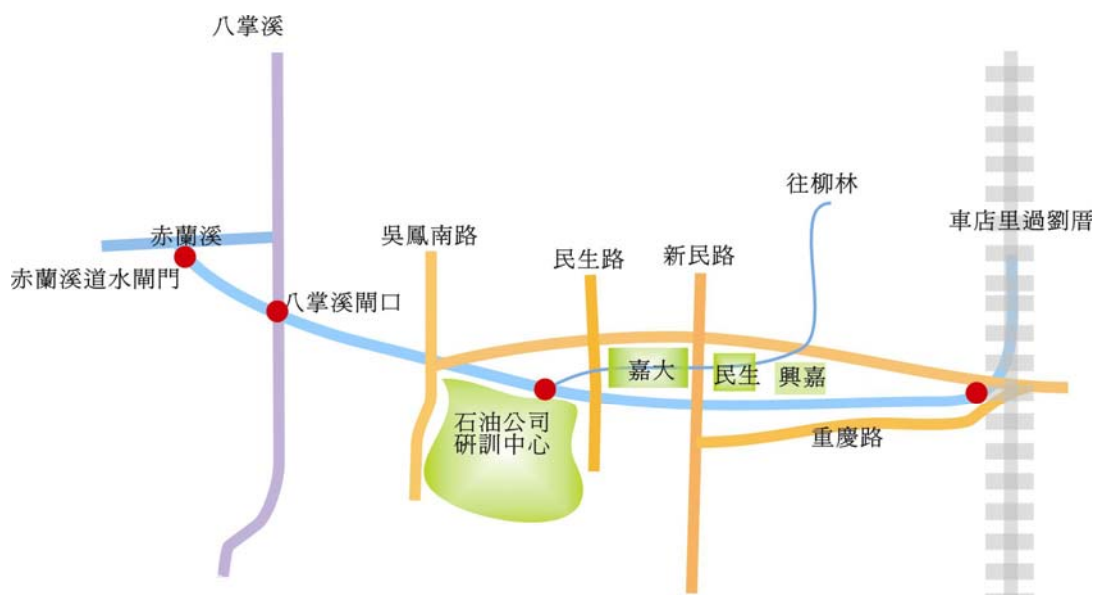 八掌溪
往柳林
赤蘭溪
吳鳳南路
車店里過劉厝
民生路
新民路
赤蘭溪道水閘門
八掌溪閘口
嘉大
民生
興嘉
石油公司
硏訓中心
重慶路